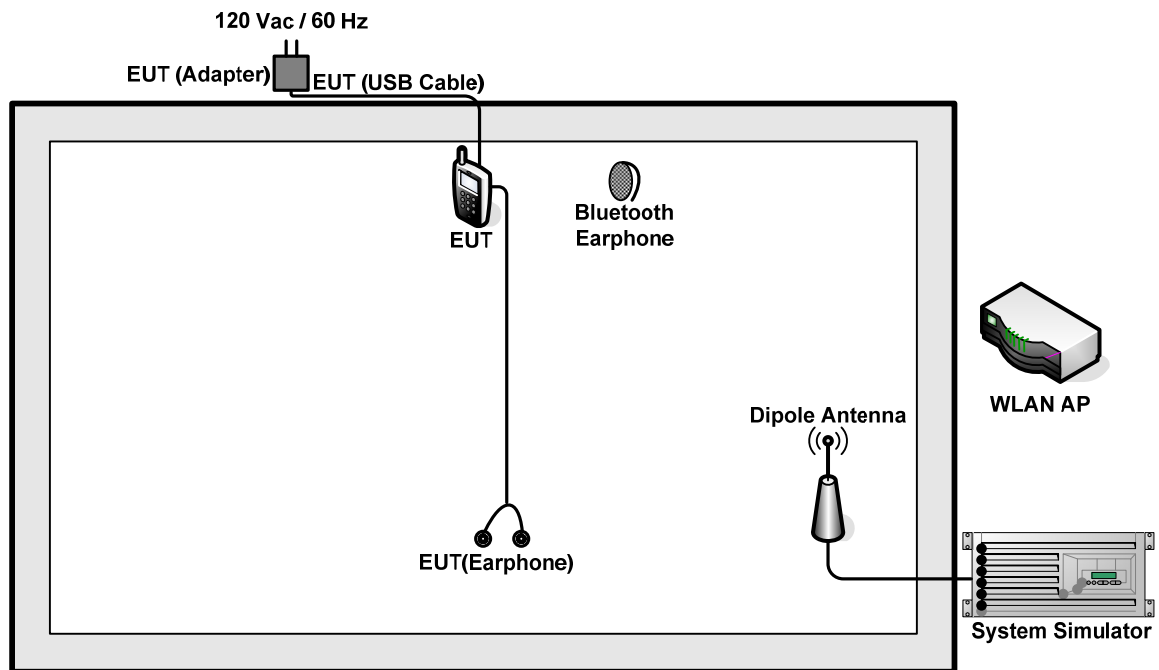 120 Vac / 60 Hz
EUT (Adapter)
EUT (USB Cable)
EUT
Bluetooth
Earphone
WLAN AP
Dipole Antenna
EUT(Earphone)
System Simulator